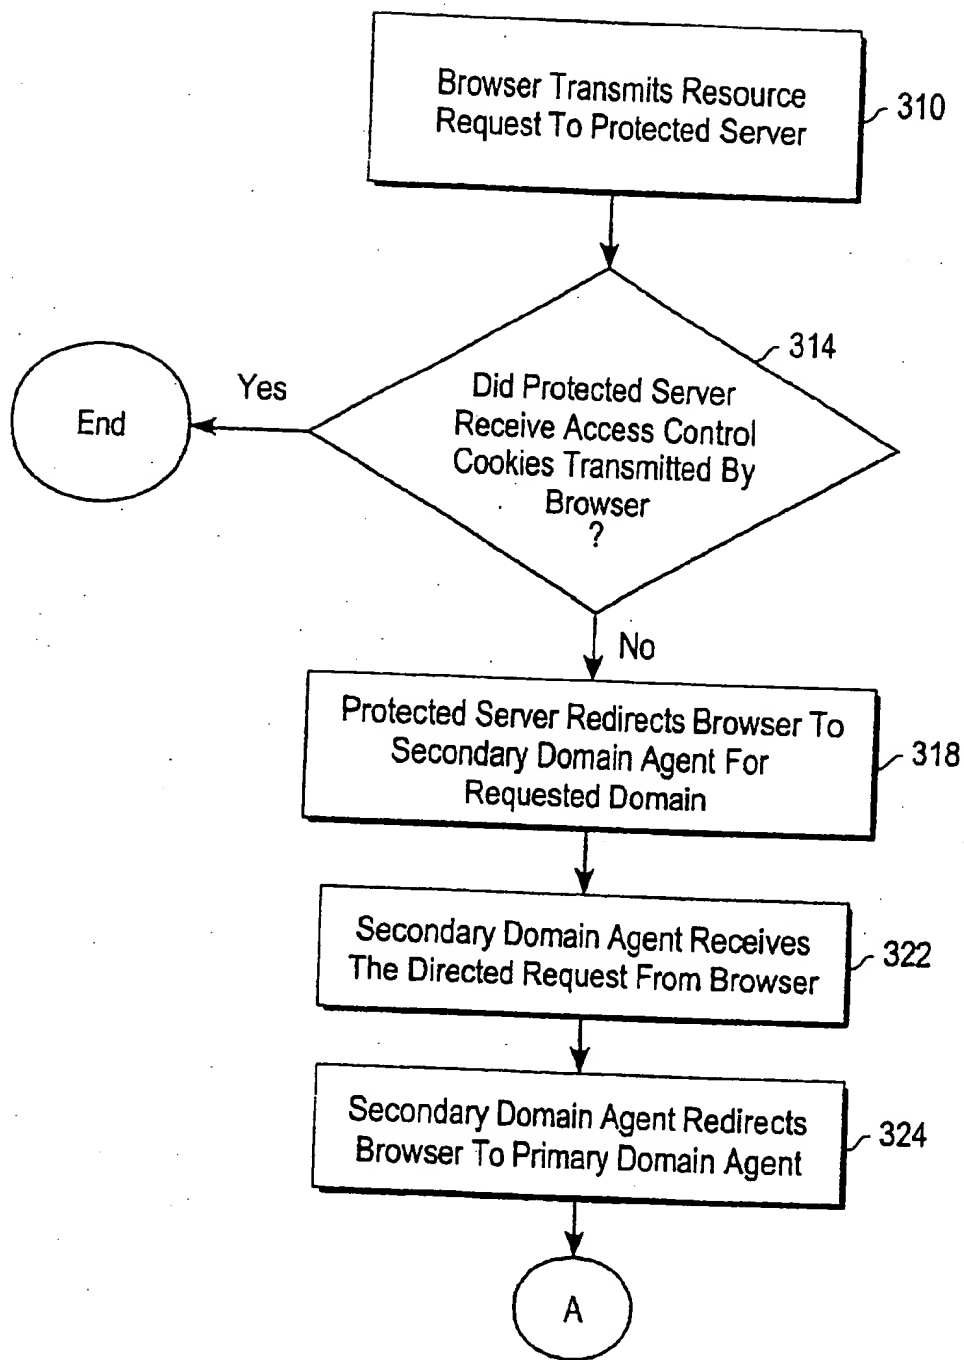 Browser Transmits Resource
Request To Protected Server
310
314
Did Protected Server
Receive Access Control
Cookies Transmitted By
Browser
?
Yes
End
No
Protected Server Redirects Browser To
Secondary Domain Agent For
Requested Domain
318
Secondary Domain Agent Receives
The Directed Request From Browser
322
Secondary Domain Agent Redirects
Browser To Primary Domain Agent
324
A